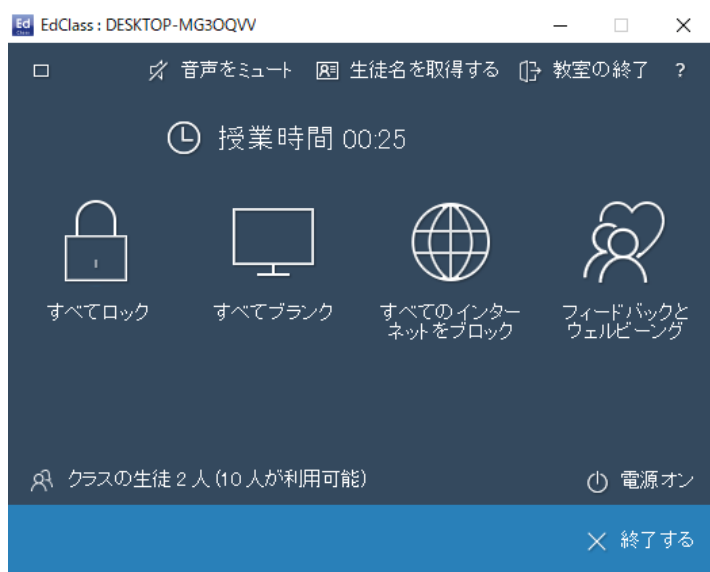 Ed Class EdClass : DESKTOP-MG3OQVV
音声をミュート 生徒名を取得する 教室の終了 ?
授業時間 00:25
すべてロック すべてブランク すべてのインター フィードバックと
ネットをブロック ウェルビーング
クラスの生徒 2 人 (10 人が利用可能) 電源オン
終了する